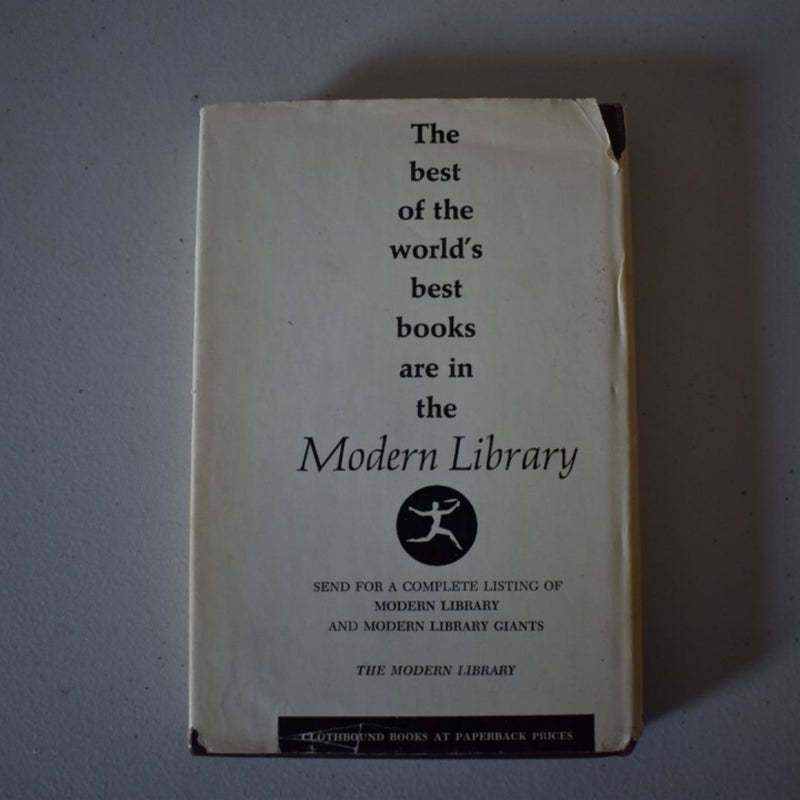 The
best
of the
world's
best
books
are in
the
Modern Library
SEND FOR A COMPLETE LISTING OF
MODERN LIBRARY
AND MODERN LIBRARY GIANTS
THE MODERN LIBRARY
CLOTHBOUND BOOKS AT PAPERBACK PRICES